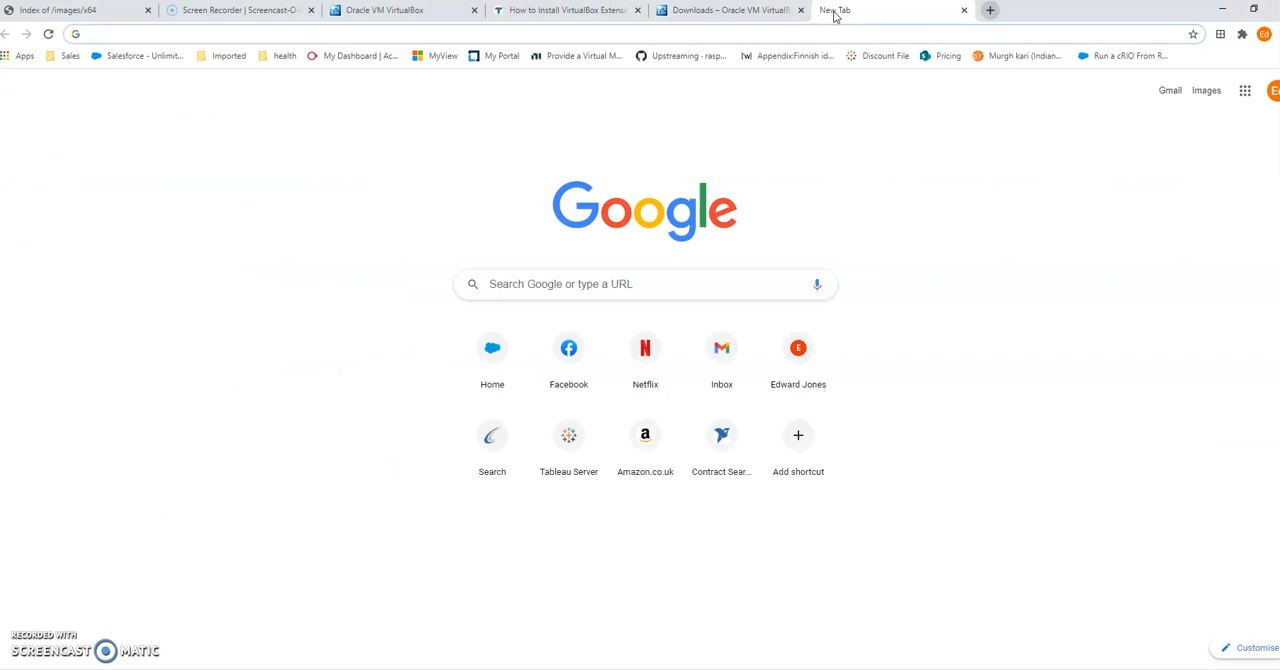 Index of /images/x64 Screen Recorder | Screencast-O- Oracle VM VirtualBox How to Install VirtualBox Extensi Downloads – Oracle VM VirtualB New Tab
Apps Sales Salesforce - Unlimit... Imported health My Dashboard | Ac... MyView My Portal Provide a Virtual M... Upstreaming · rasp... Appendix:Finnish id... Discount File Pricing Murgh kari (Indian... Run a cRIO From R...
Ed
Gmail Images
Google
Search Google or type a URL
Home Facebook Netflix Inbox Edward Jones
Search Tableau Server Amazon.co.uk Contract Sear... Add shortcut
RECORDED WITH
SCREENCAST MATIC
Customise